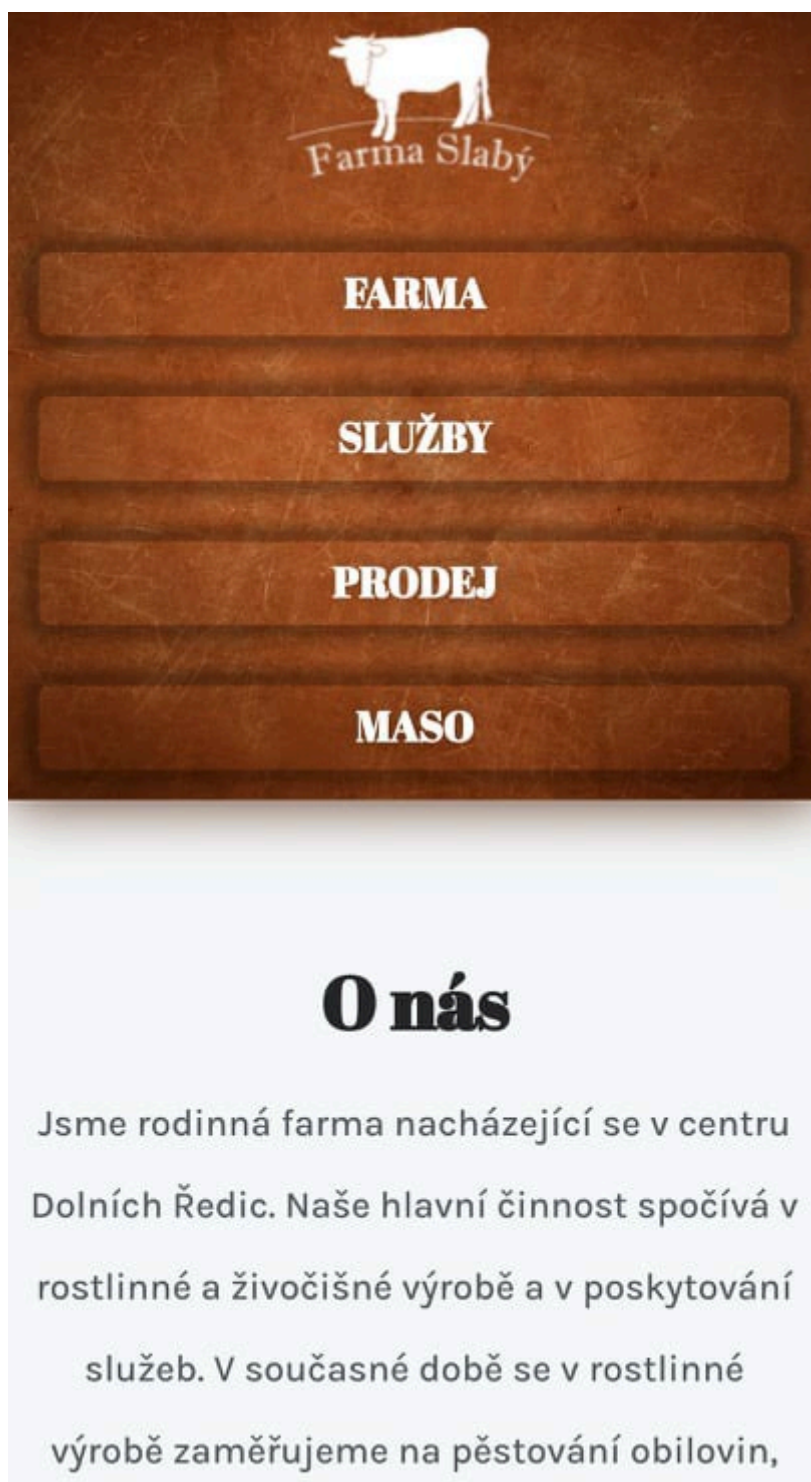 Farma Slabý
FARMA
SLUŽBY
PRODEJ
MASO
O nás
Jsme rodinná farma nacházející se v centru
Dolních Ředic. Naše hlavní činnost spočívá v
rostlinné a živočišné výrobě a v poskytování
služeb. V současné době se v rostlinné
výrobě zaměřujeme na pěstování obilovin,